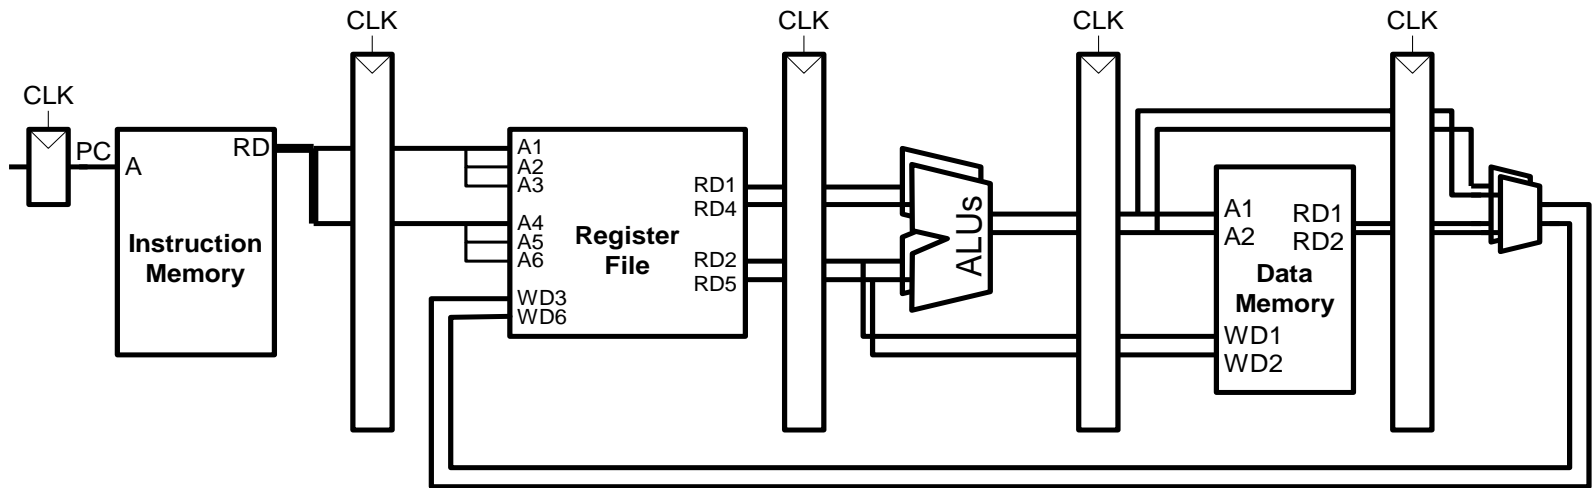 CLK
CLK
CLK
CLK
CLK
PC
A
RD
Instruction
Memory
A1
A2
A3
A4
A5
A6
WD3
WD6
Register
File
RD1
RD4
RD2
RD5
ALUs
A1
A2
RD1
RD2
Data
Memory
WD1
WD2